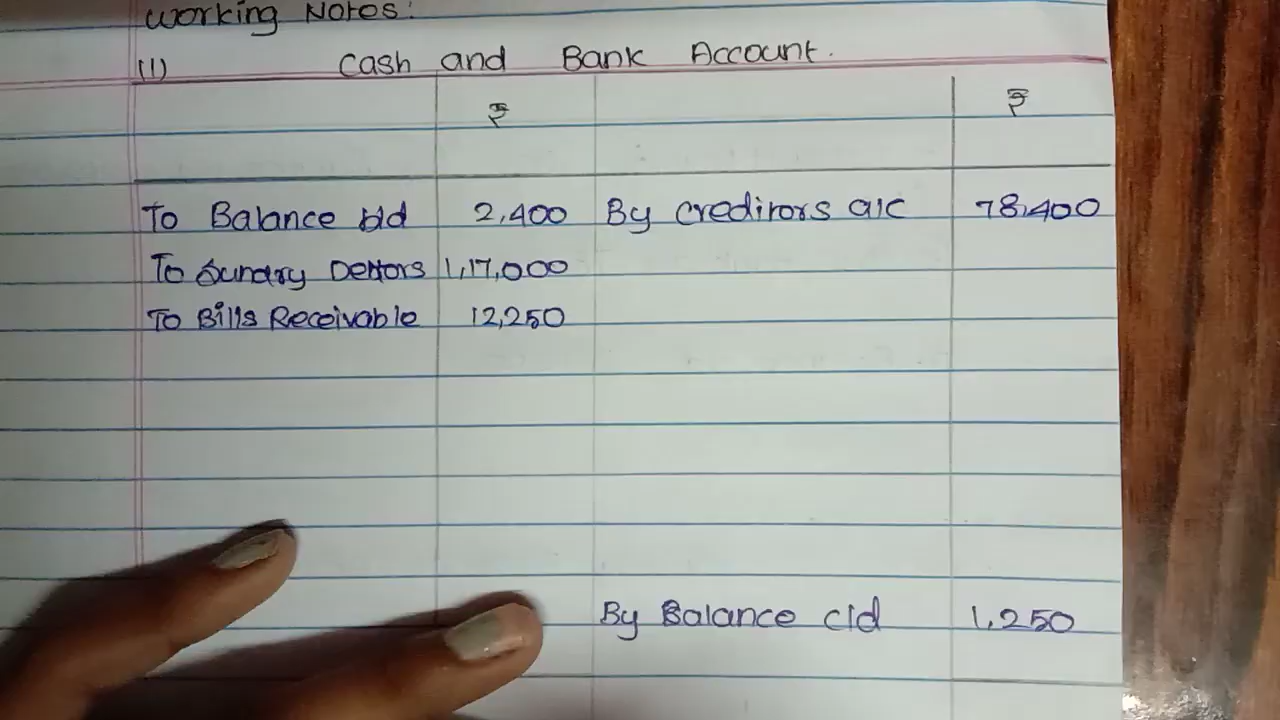 Working Notes:
(1) Cash and Bank Account.
₹ ₹
To Balance b/d 2,400 By Creditors a/c 78,400
To Sundry Debtors 1,17,000
To Bills Receivable 12,250
By Balance c/d 1,250